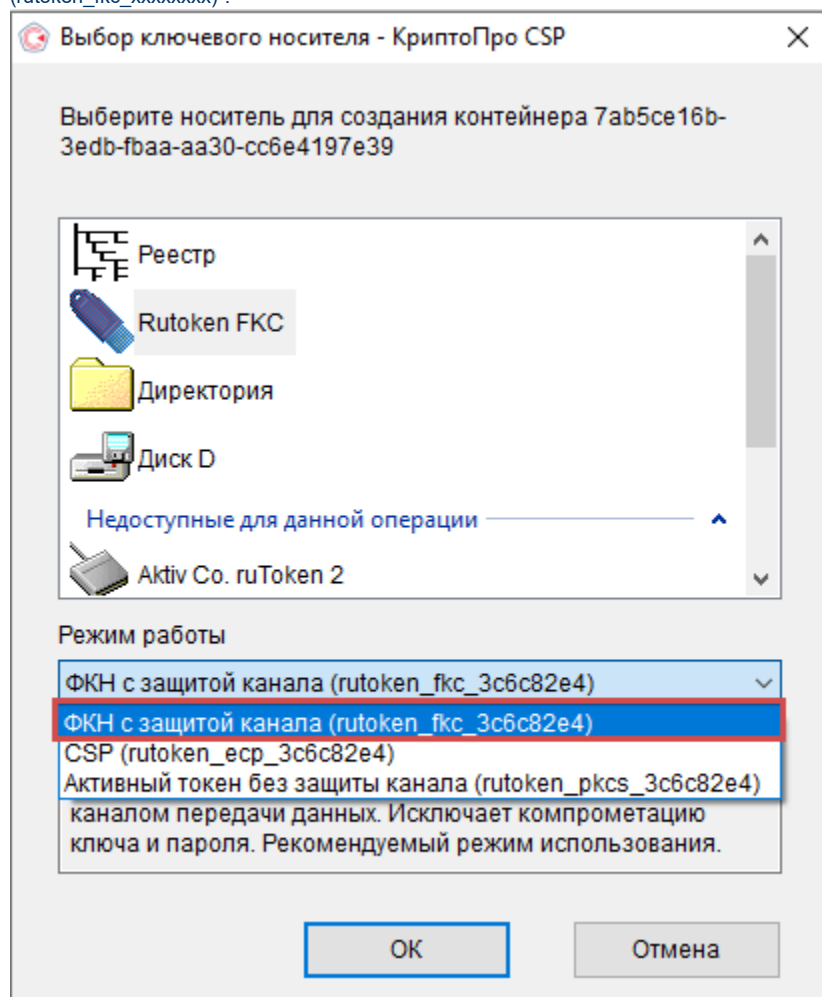 (rutoken_fkc_xxxxxxxx)".
Выбор ключевого носителя - КриптоПро CSP
Выберите носитель для создания контейнера 7ab5ce16b-
3edb-fbaa-aa30-cc6e4197e39
Реестр
Rutoken FKC
Директория
Диск D
Недоступные для данной операции
Aktiv Co. ruToken 2
Режим работы
ФКН с защитой канала (rutoken_fkc_3c6c82e4)
ФКН с защитой канала (rutoken_fkc_3c6c82e4)
CSP (rutoken_ecp_3c6c82e4)
Активный токен без защиты канала (rutoken_pkcs_3c6c82e4)
каналом передачи данных. Исключает компрометацию
ключа и пароля. Рекомендуемый режим использования.
ОК
Отмена